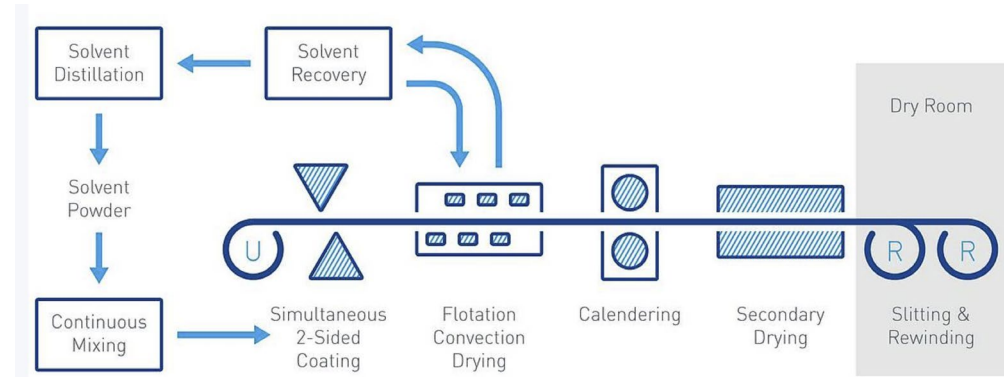 Solvent
Distillation
Solvent
Recovery
Dry Room
Solvent
Powder
U
R
R
Continuous
Mixing
Simultaneous
2-Sided
Coating
Flotation
Convection
Drying
Calendering
Secondary
Drying
Slitting &
Rewinding